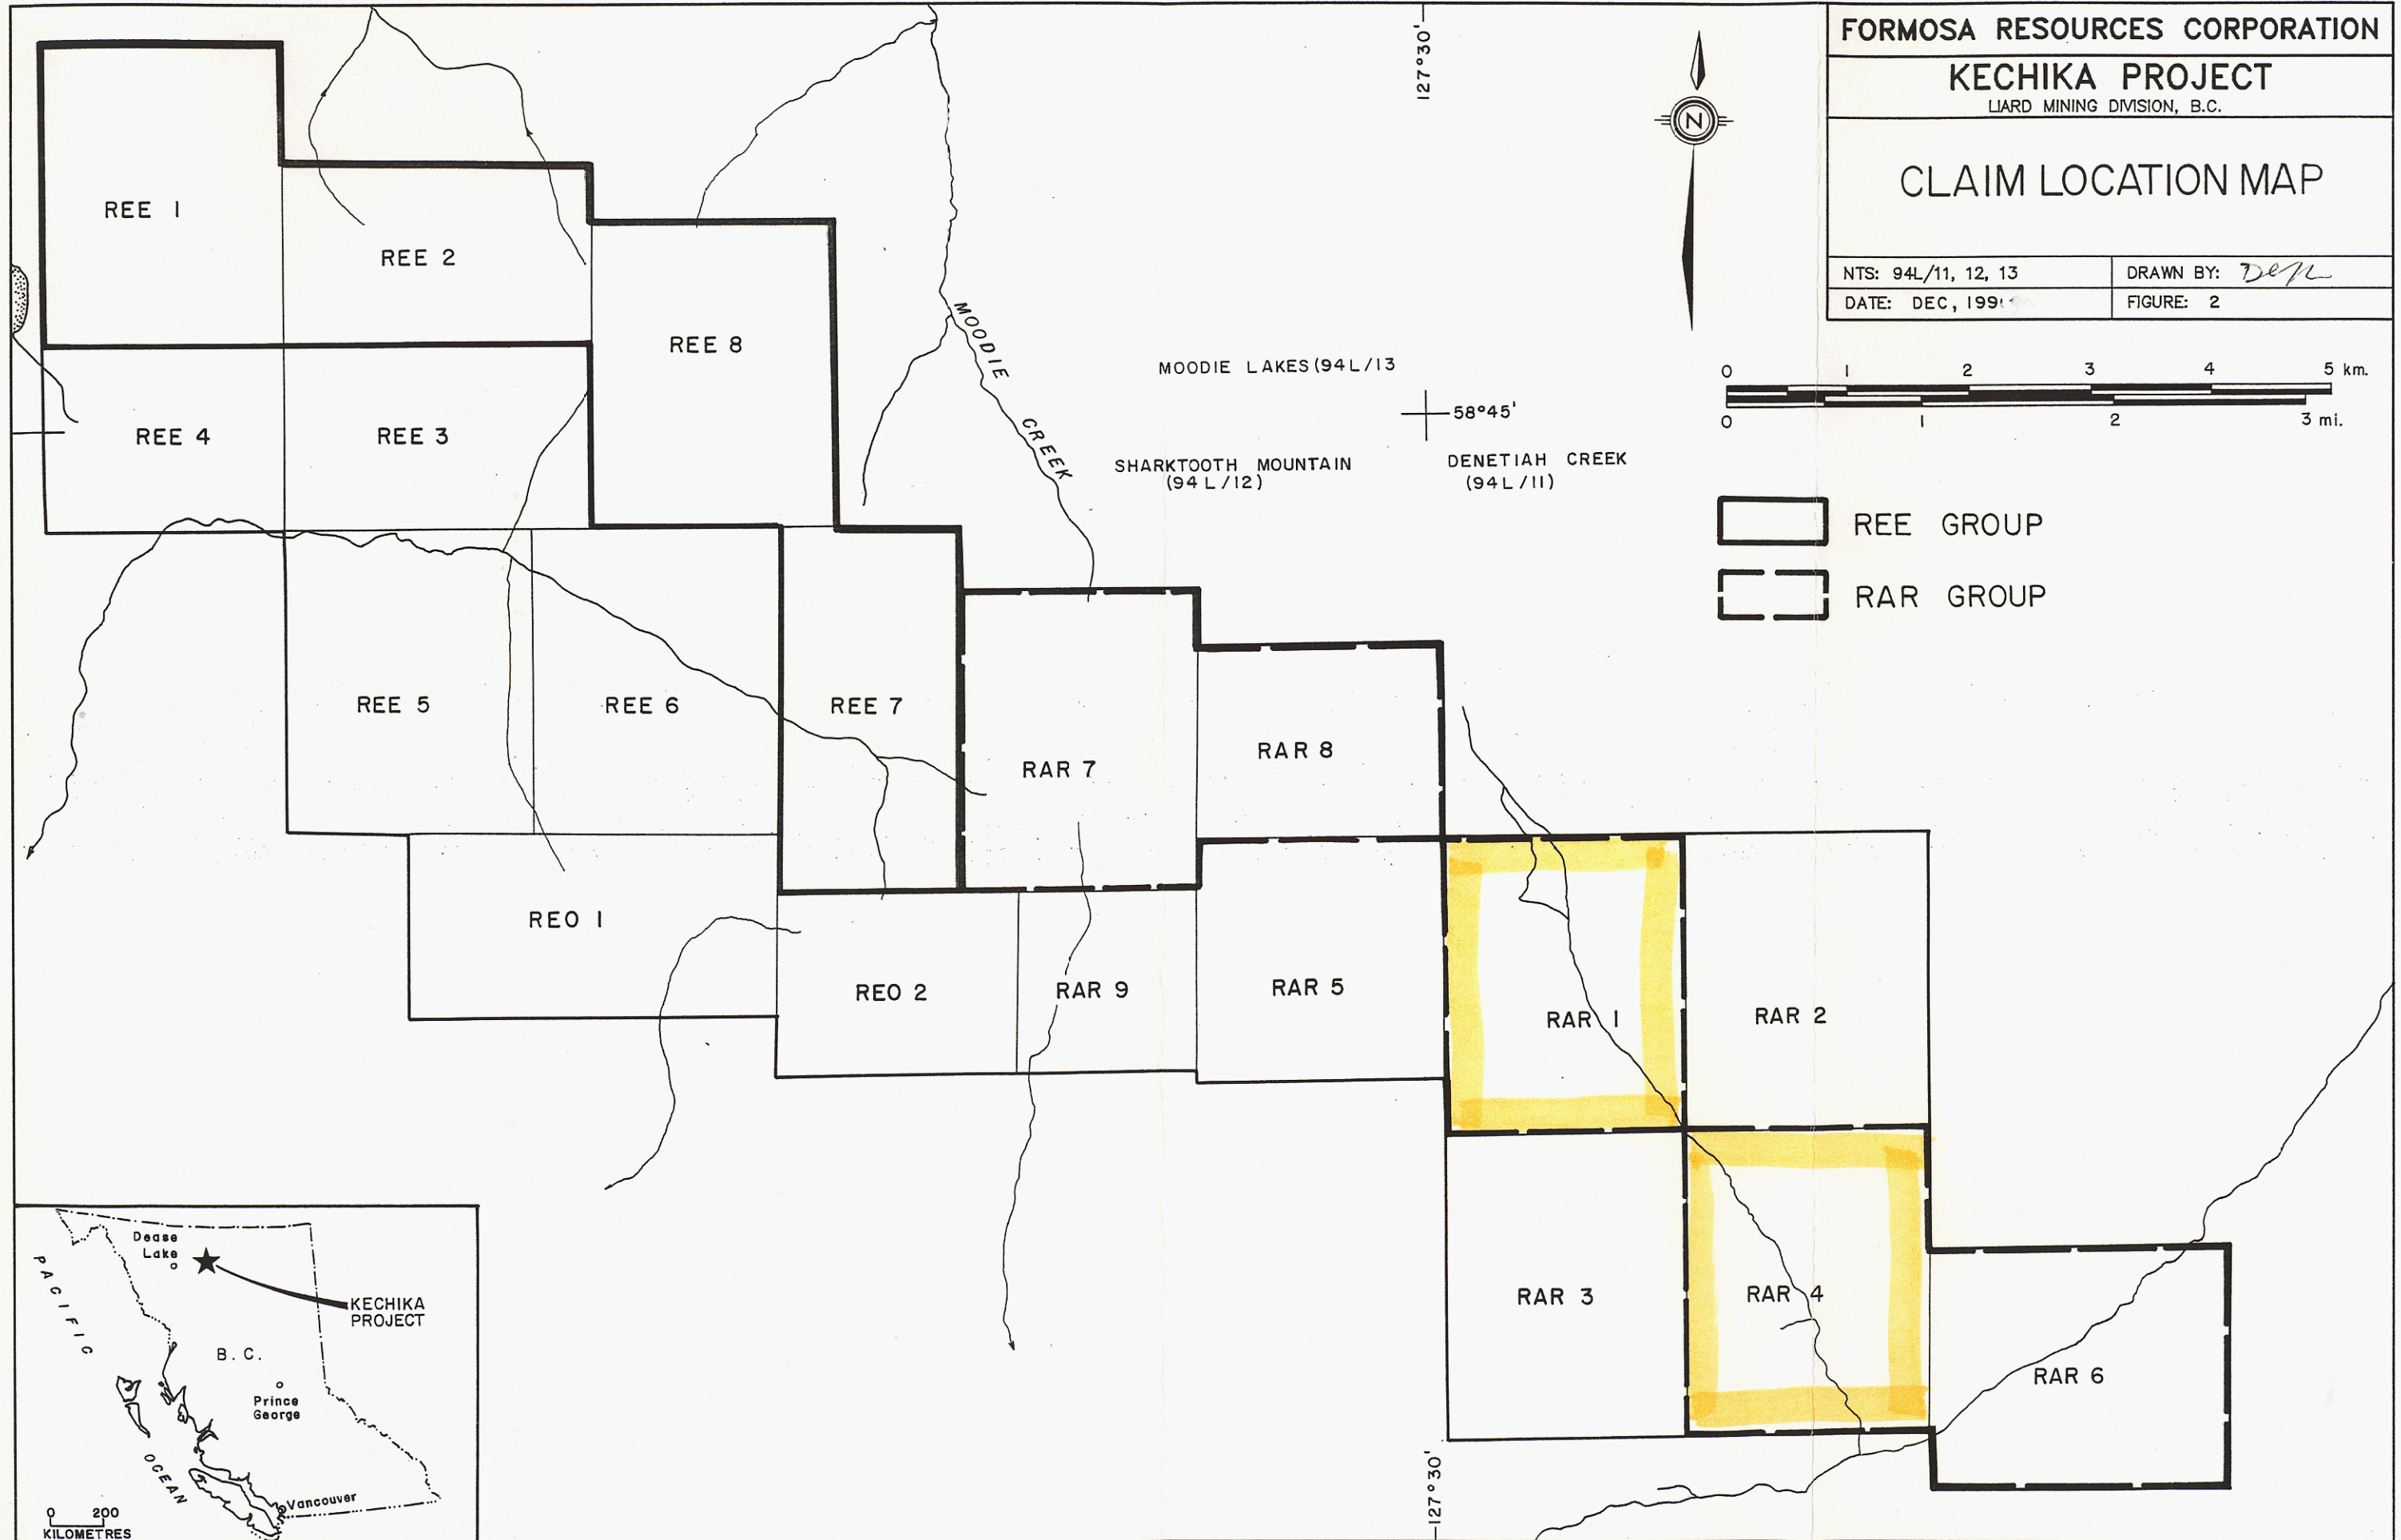 FORMOSA RESOURCES CORPORATION
KECHIKA PROJECT
LIARD MINING DIVISION, B.C.
CLAIM LOCATION MAP
NTS: 94L/11, 12, 13
DRAWN BY:
DATE: DEC, 199
FIGURE: 2
127°30'
N
0 1 2 3 4 5 km.
0 1 2 3 mi.
REE GROUP
RAR GROUP
MOODIE LAKES (94L/13
58°45'
SHARKTOOTH MOUNTAIN
(94L/12)
DENETIAH CREEK
(94L/11)
MOODIE CREEK
REE 1
REE 2
REE 8
REE 4
REE 3
REE 5
REE 6
REE 7
RAR 7
RAR 8
REO 1
REO 2
RAR 9
RAR 5
RAR 1
RAR 2
RAR 3
RAR 4
RAR 6
127°30'
Dease
Lake
KECHIKA
PROJECT
PACIFIC
OCEAN
B.C.
Prince
George
Vancouver
0 200
KILOMETRES